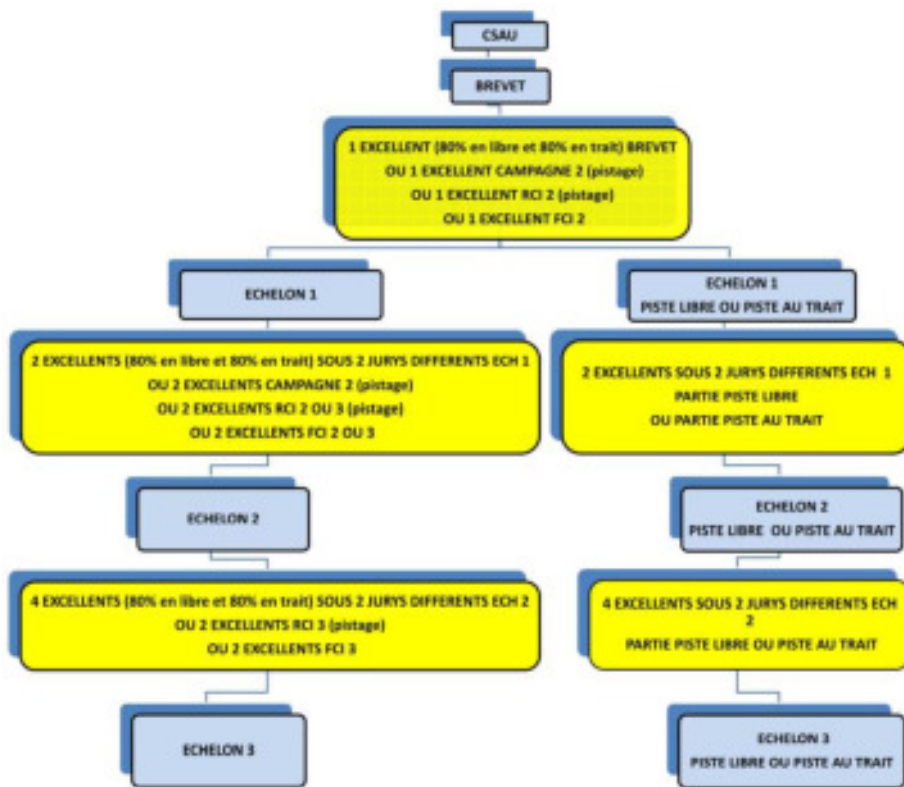 CSAU
BREVET
1 EXCELLENT (80% en libre et 80% en trait) BREVET
OU 1 EXCELLENT CAMPAGNE 2 (pistage)
OU 1 EXCELLENT RCI 2 (pistage)
OU 1 EXCELLENT FCI 2
ECHELON 1
2 EXCELLENTS (80% en libre et 80% en trait) SOUS 2 JURYS DIFFERENTS ECH 1
OU 2 EXCELLENTS CAMPAGNE 2 (pistage)
OU 2 EXCELLENTS RCI 2 OU 3 (pistage)
OU 2 EXCELLENTS FCI 2 OU 3
ECHELON 2
4 EXCELLENTS (80% en libre et 80% en trait) SOUS 2 JURYS DIFFERENTS ECH 2
OU 2 EXCELLENTS RCI 3 (pistage)
OU 2 EXCELLENTS FCI 3
ECHELON 3
ECHELON 1
PISTE LIBRE OU PISTE AU TRAIT
2 EXCELLENTS SOUS 2 JURYS DIFFERENTS ECH 1
PARTIE PISTE LIBRE
OU PARTIE PISTE AU TRAIT
ECHELON 2
PISTE LIBRE OU PISTE AU TRAIT
4 EXCELLENTS SOUS 2 JURYS DIFFERENTS ECH
2
PARTIE PISTE LIBRE OU PISTE AU TRAIT
ECHELON 3
PISTE LIBRE OU PISTE AU TRAIT